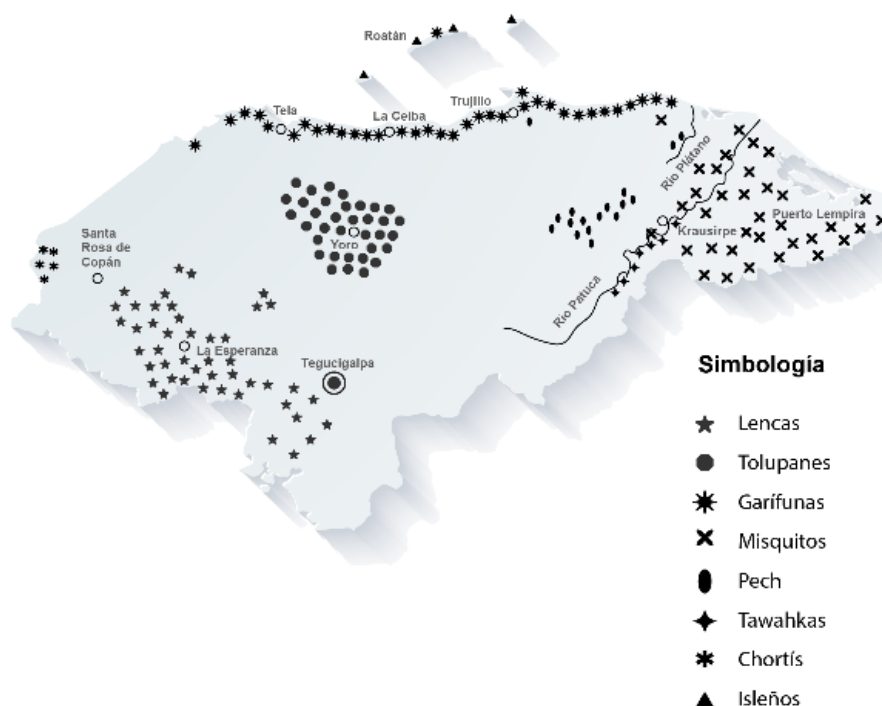 Roatán
Tela
La Ceiba
Trujillo
Río Plátano
Santa
Rosa de
Copán
Yoro
Krausirpe
Puerto Lempira
Río Patuca
La Esperanza
Tegucigalpa
Simbología
Lencas
Tolupanes
Garífunas
Misquitos
Pech
Tawahkas
Chortís
Isleños